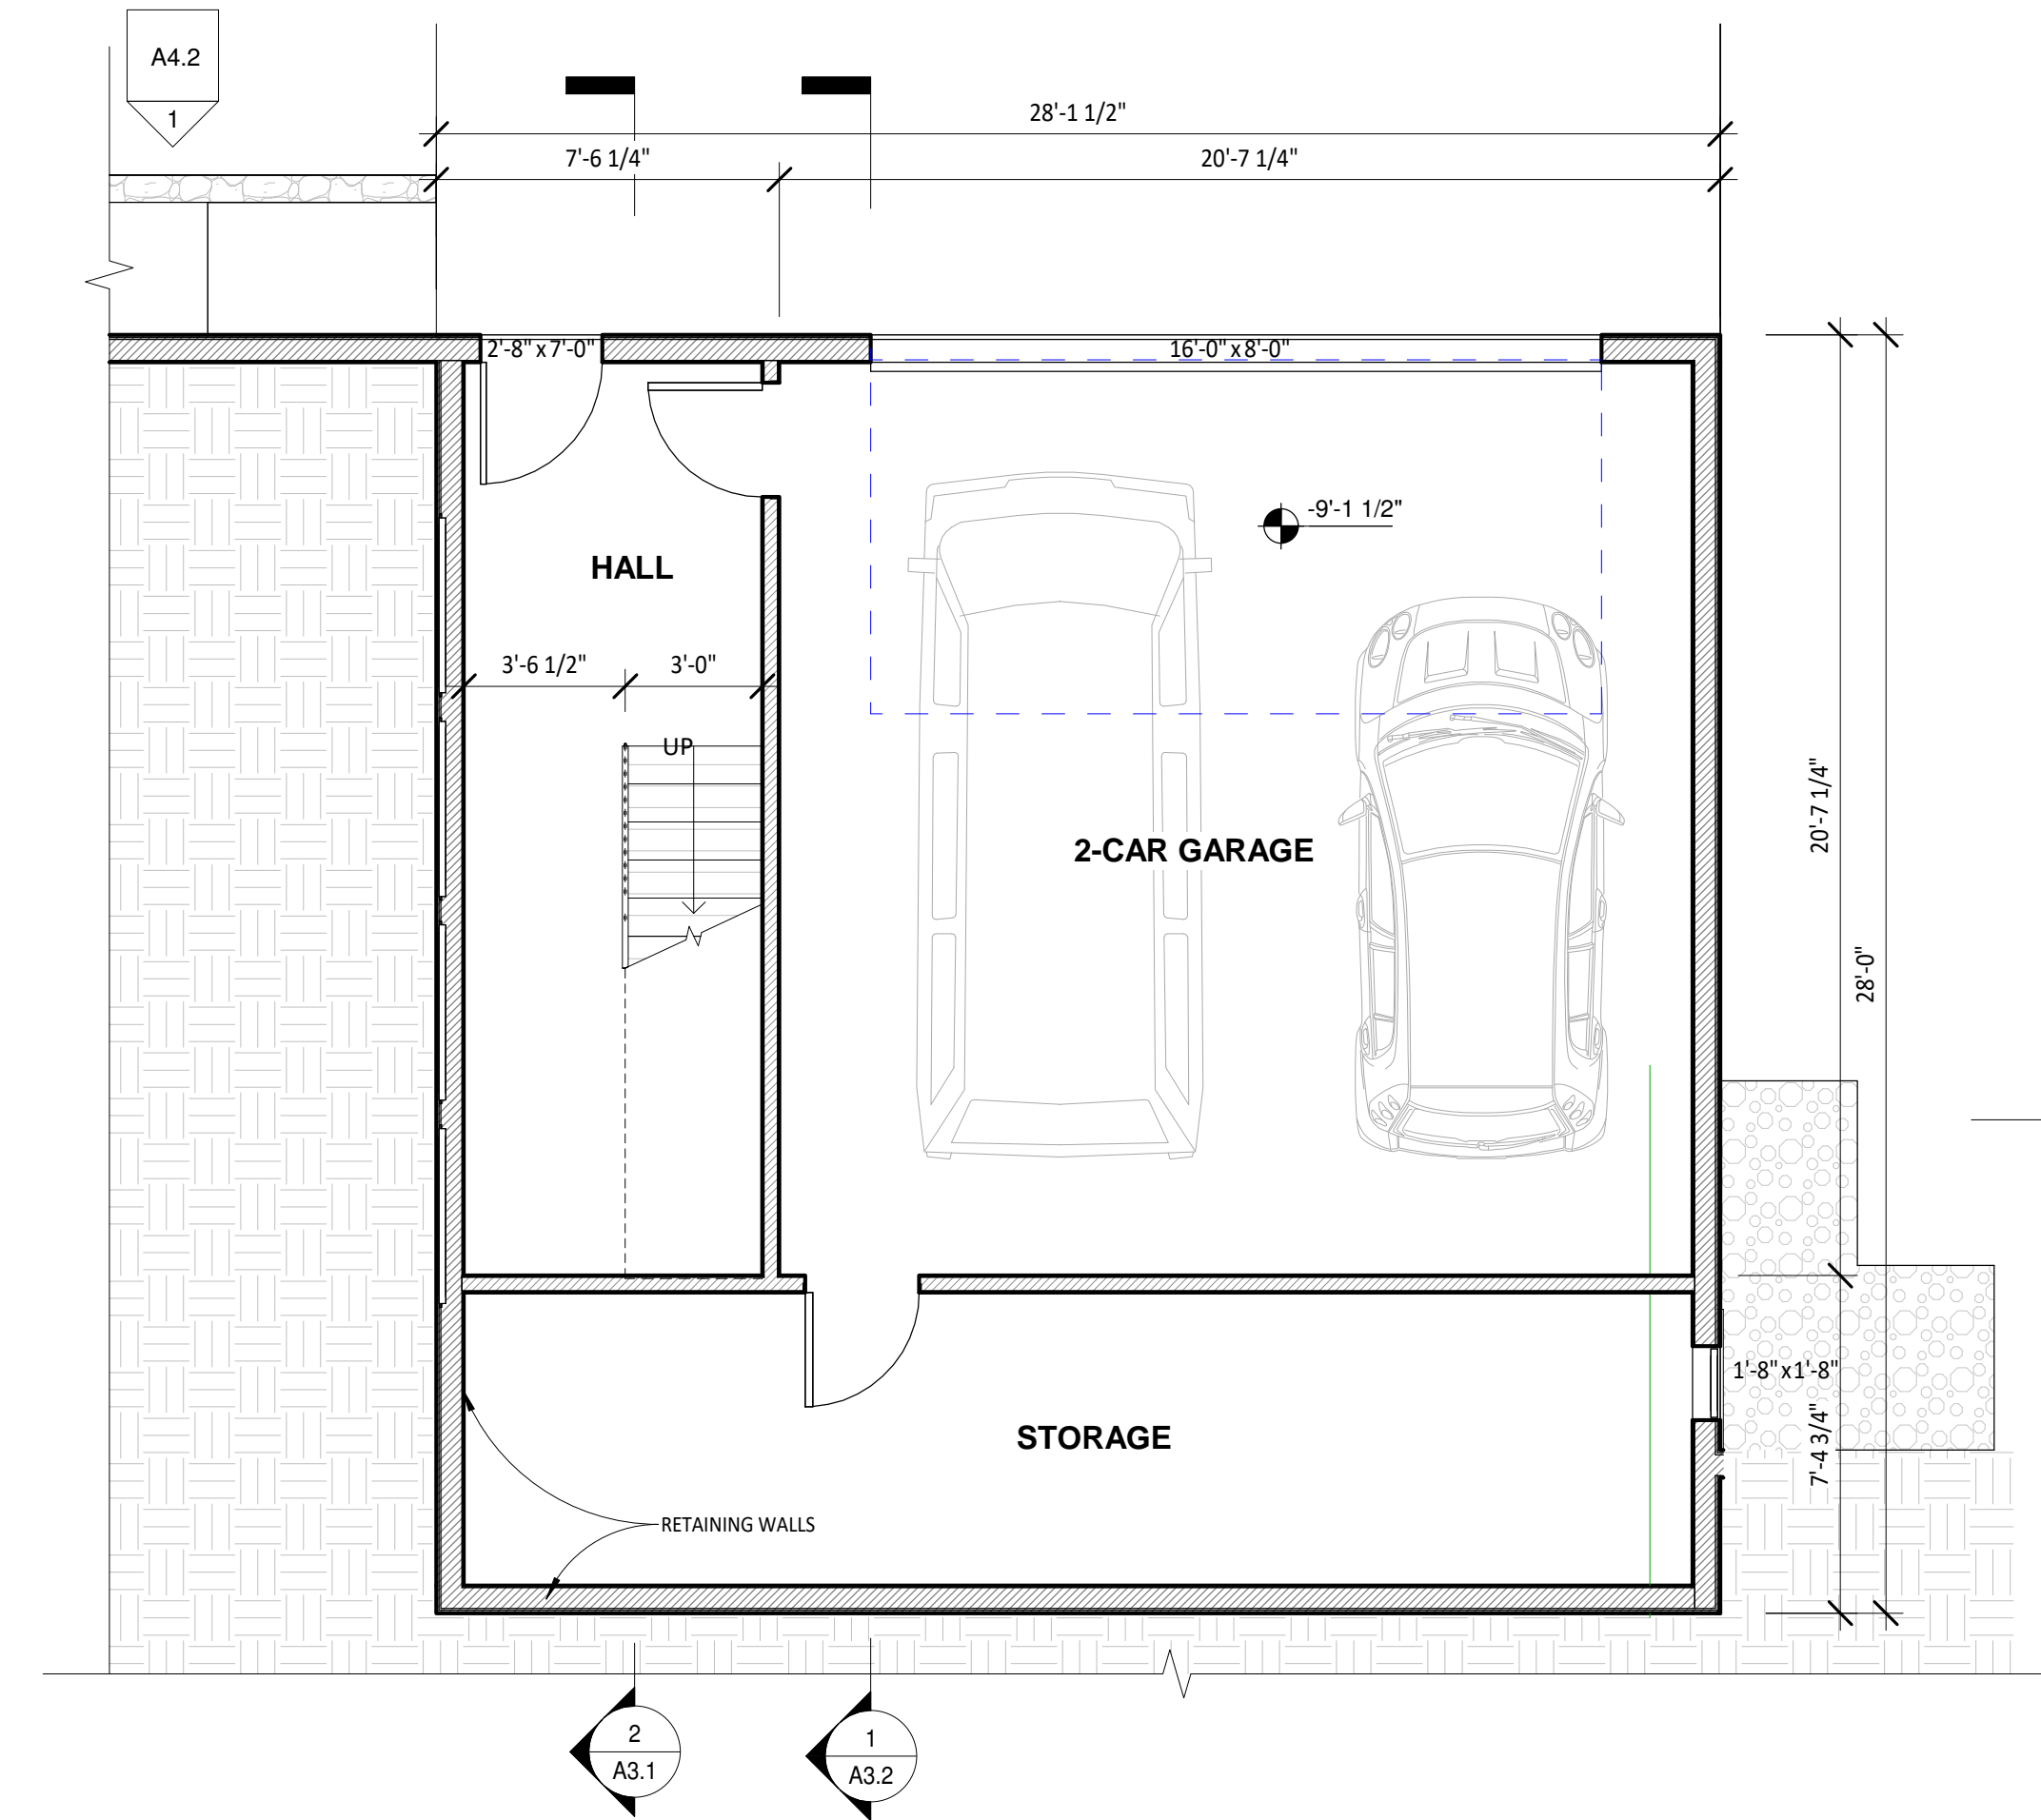 A4.2
1
28'-1 1/2"
7'-6 1/4"
20'-7 1/4"
2'-8" x 7'-0"
16'-0" x 8'-0"
-9'-1 1/2"
HALL
3'-6 1/2"
3'-0"
UP
2-CAR GARAGE
20'-7 1/4"
28'-0"
1'-8" x 1'-8"
7'-4 3/4"
STORAGE
RETAINING WALLS
2
A3.1
1
A3.2